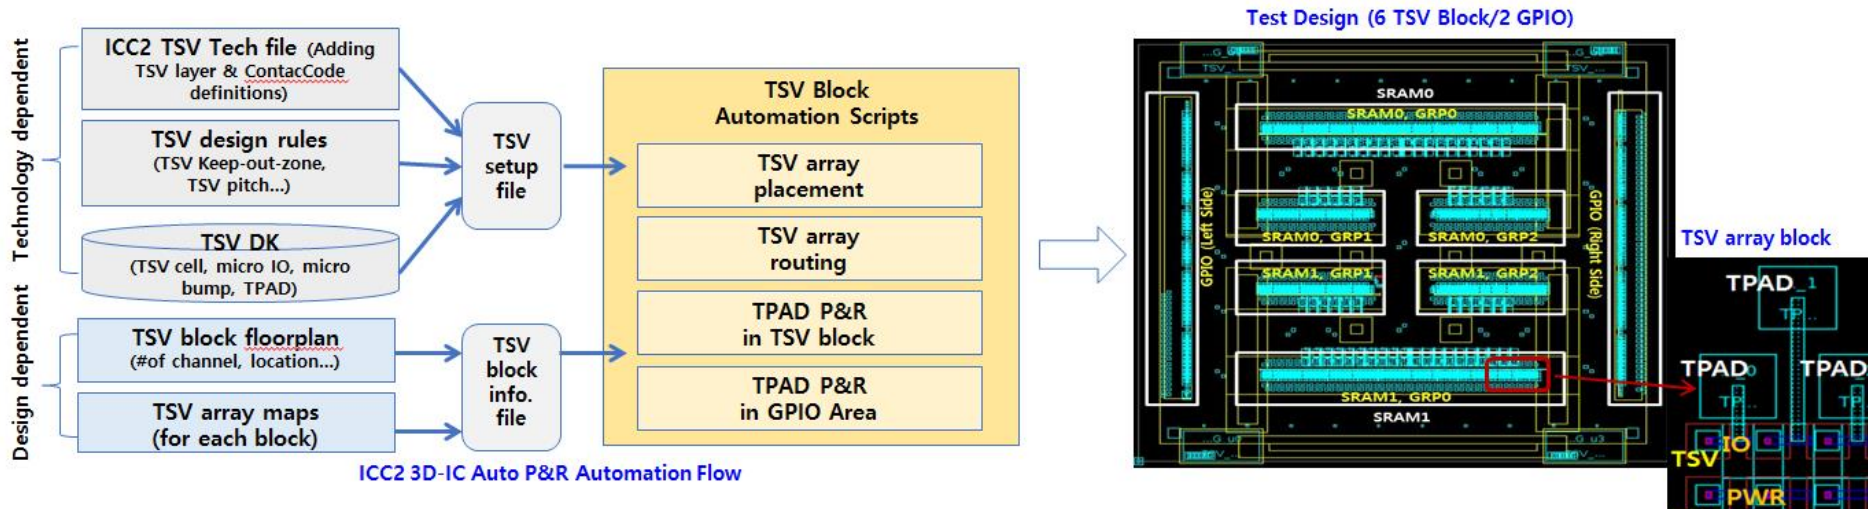 Test Design (6 TSV Block/2 GPIO)
Technology dependent
ICC2 TSV Tech file (Adding
TSV layer & ContacCode
definitions)
TSV design rules
(TSV Keep-out-zone,
TSV pitch...)
TSV DK
(TSV cell, micro IO, micro
bump, TPAD)
Design dependent
TSV block floorplan
(#of channel, location...)
TSV array maps
(for each block)
TSV
setup
file
TSV
block
info.
file
TSV Block
Automation Scripts
TSV array
placement
TSV array
routing
TPAD P&R
in TSV block
TPAD P&R
in GPIO Area
ICC2 3D-IC Auto P&R Automation Flow
SRAM0
SRAM0, GRP0
GPIO (Left Side)
SRAM0, GRP1
SRAM0, GRP2
GPIO (Right Side)
SRAM1, GRP1
SRAM1, GRP2
SRAM1, GRP0
SRAM1
TSV array block
TPAD
TPAD
TPAD
IO
TSV
PWR